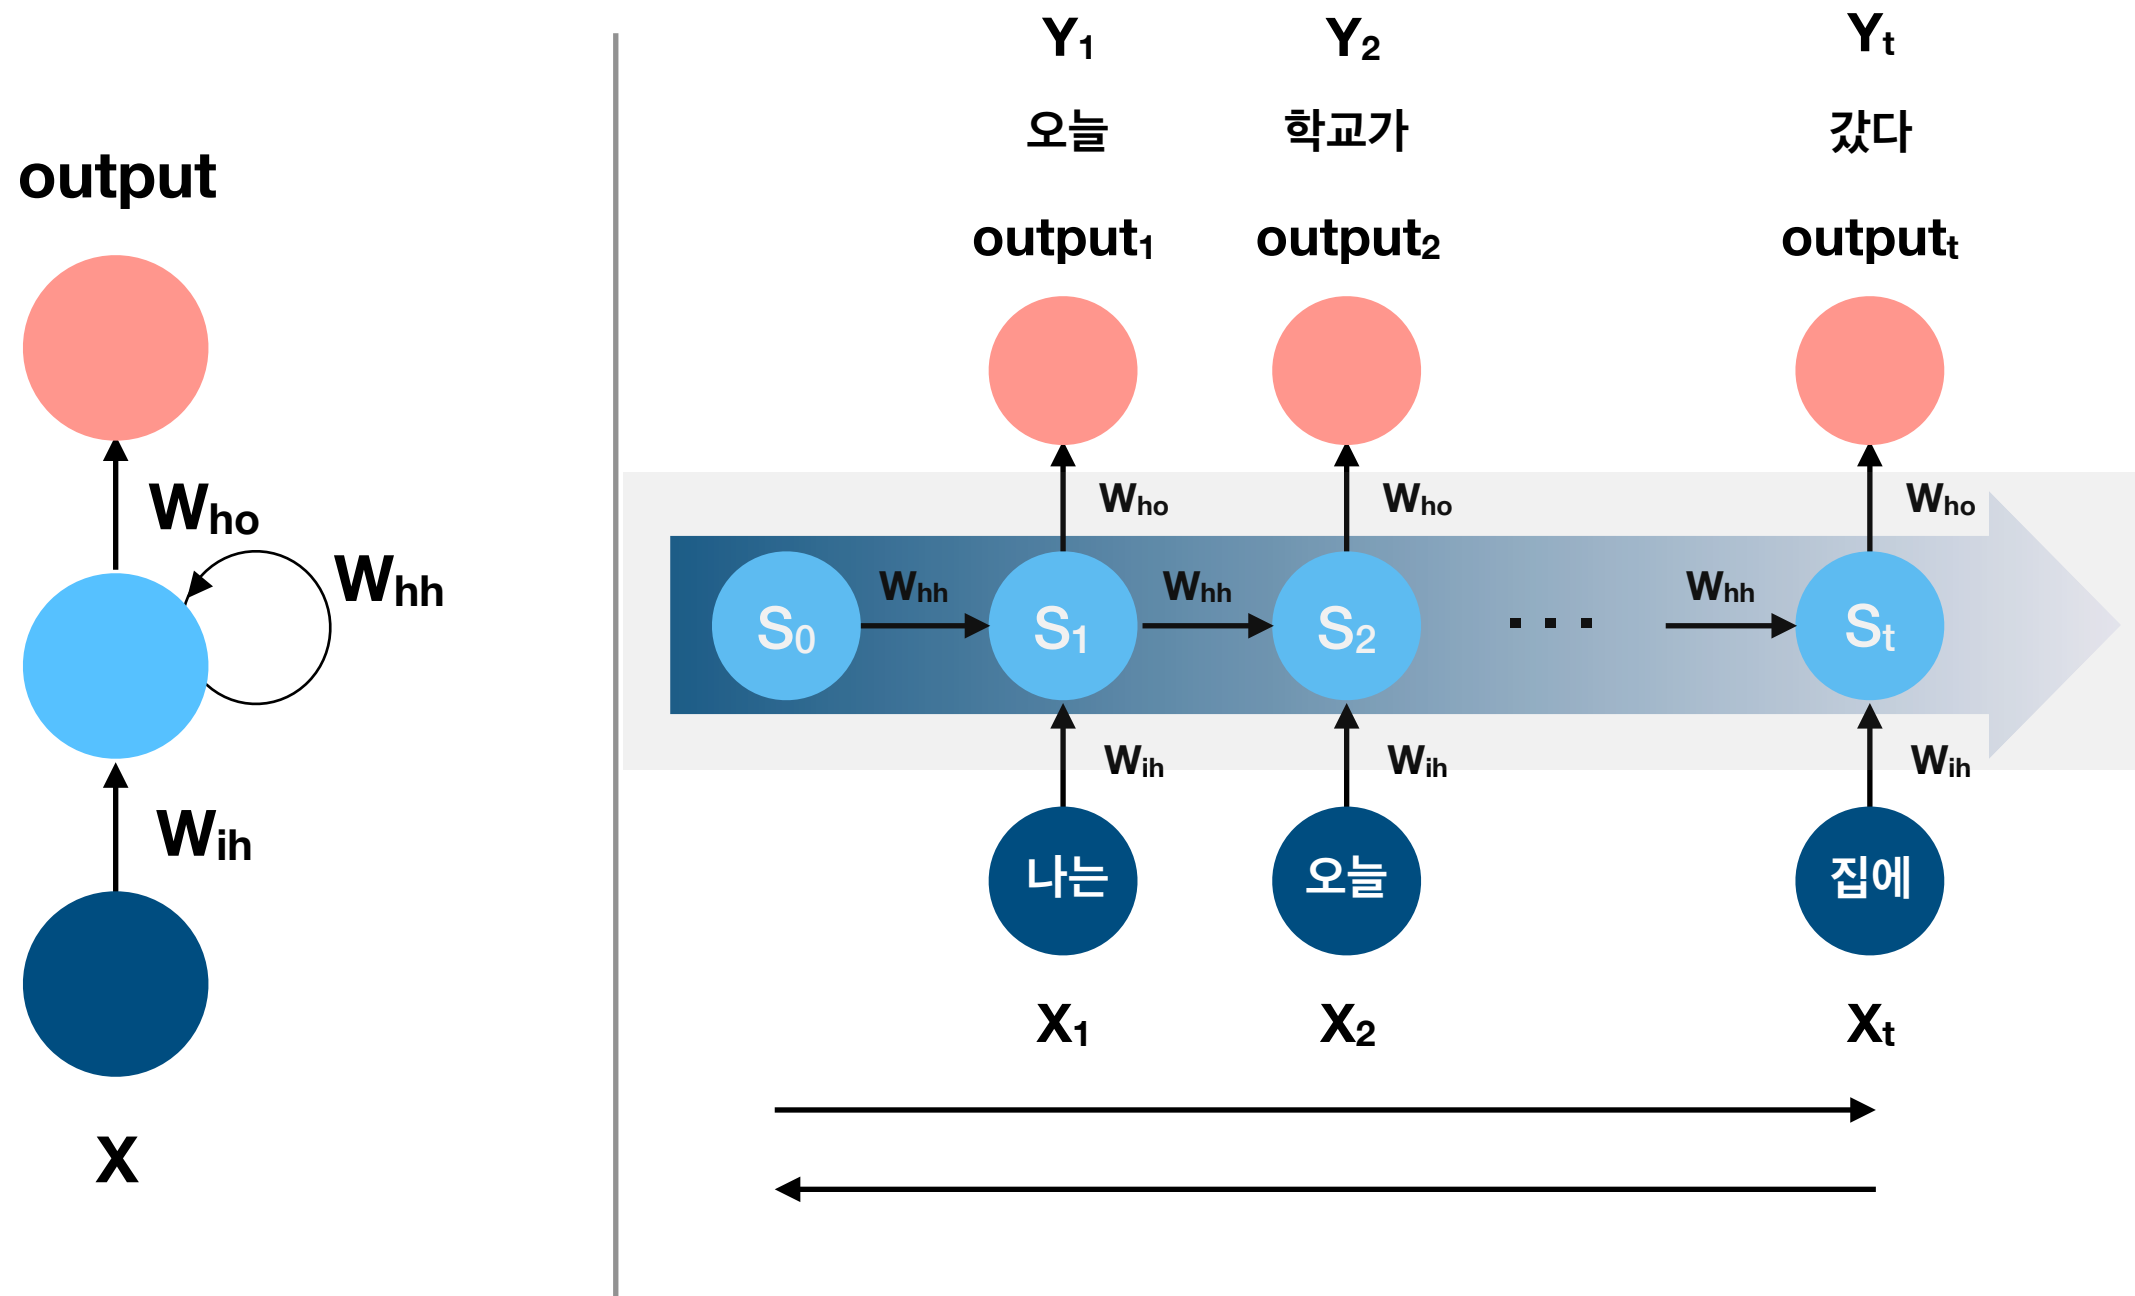 output
Who
Whh
Wih
X
Y1 Y2 Yt
오늘 학교가 갔다
output1 output2 outputt
Who Who Who
Whh Whh Whh
S0 S1 S2 ... St
Wih Wih Wih
나는 오늘 집에
X1 X2 Xt